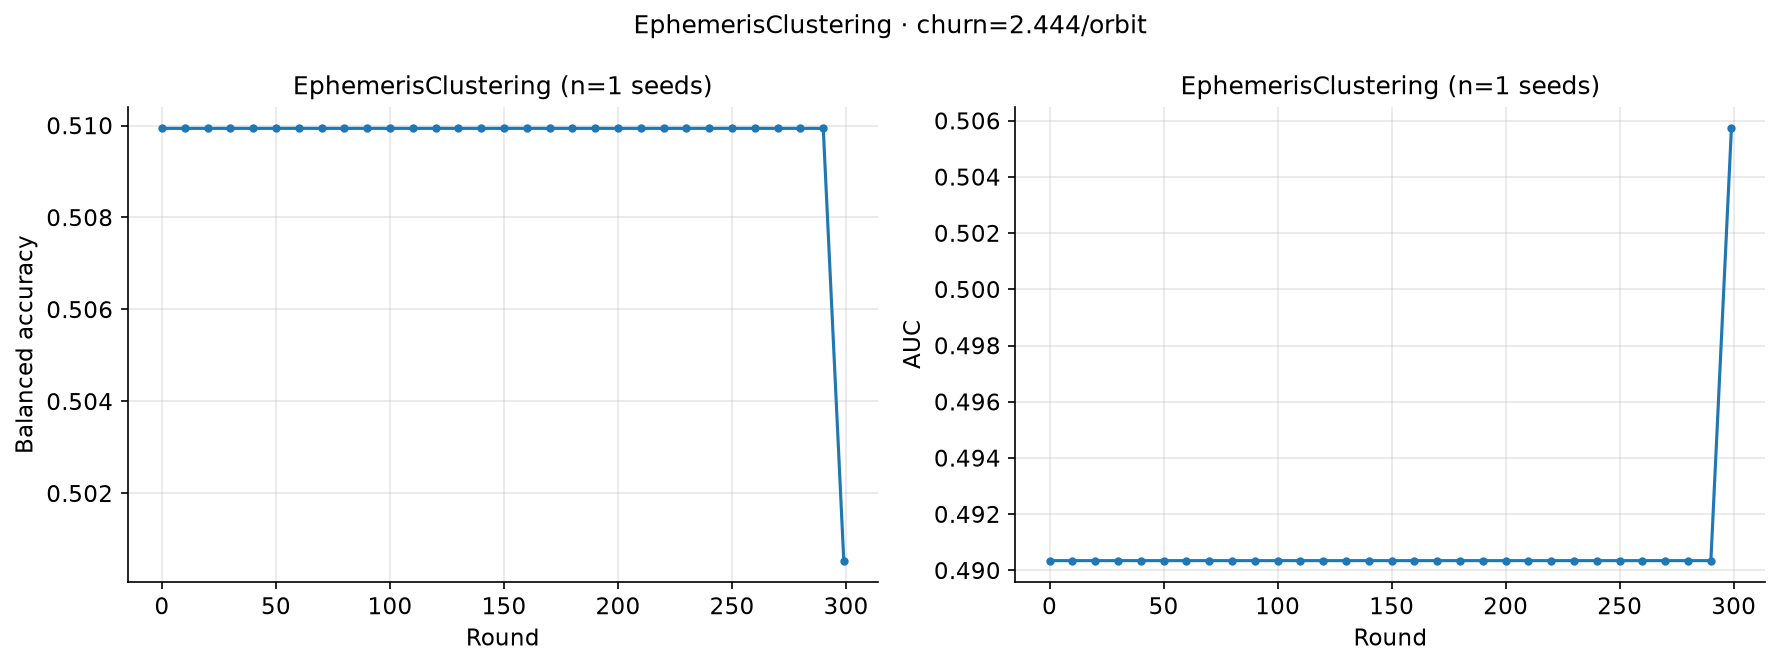 EphemerisClustering · churn=2.444/orbit
EphemerisClustering (n=1 seeds)
Balanced accuracy
0.510
0.508
0.506
0.504
0.502
0 50 100 150 200 250 300
Round
EphemerisClustering (n=1 seeds)
AUC
0.506
0.504
0.502
0.500
0.498
0.496
0.494
0.492
0.490
0 50 100 150 200 250 300
Round